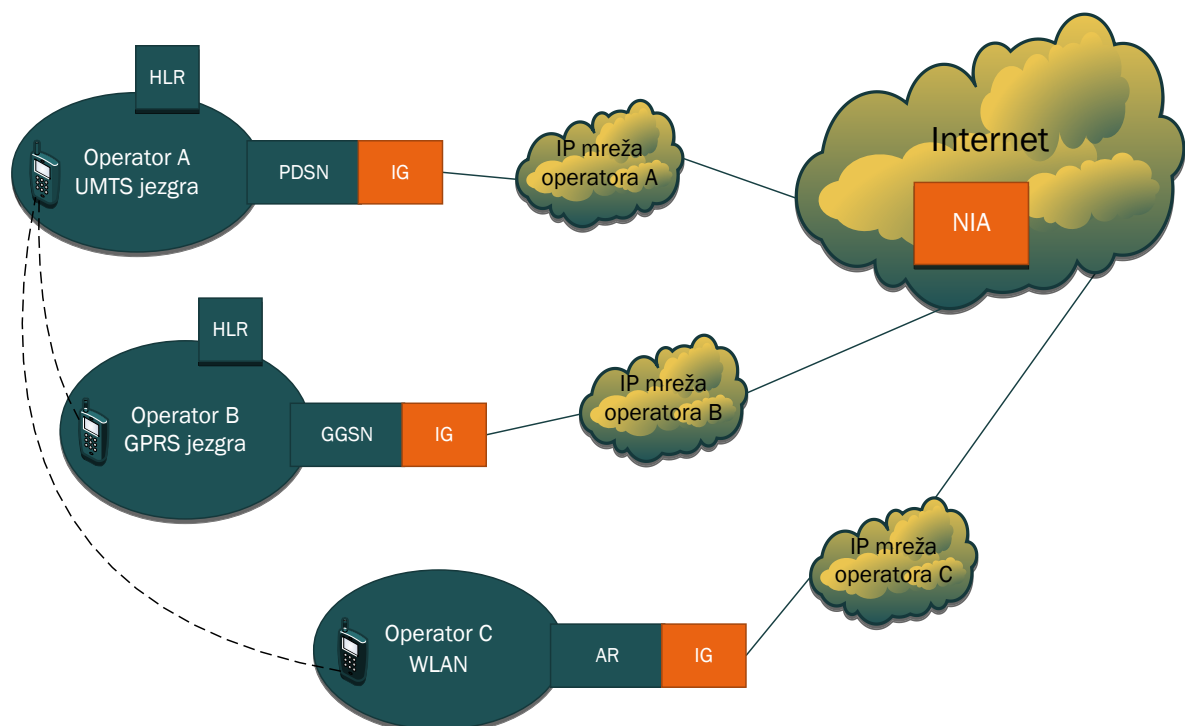 HLR
Operator A
UMTS jezgra
PDSN
IG
IP mreža
operatora A
Internet
NIA
HLR
Operator B
GPRS jezgra
GGSN
IG
IP mreža
operatora B
IP mreža
operatora C
Operator C
WLAN
AR
IG